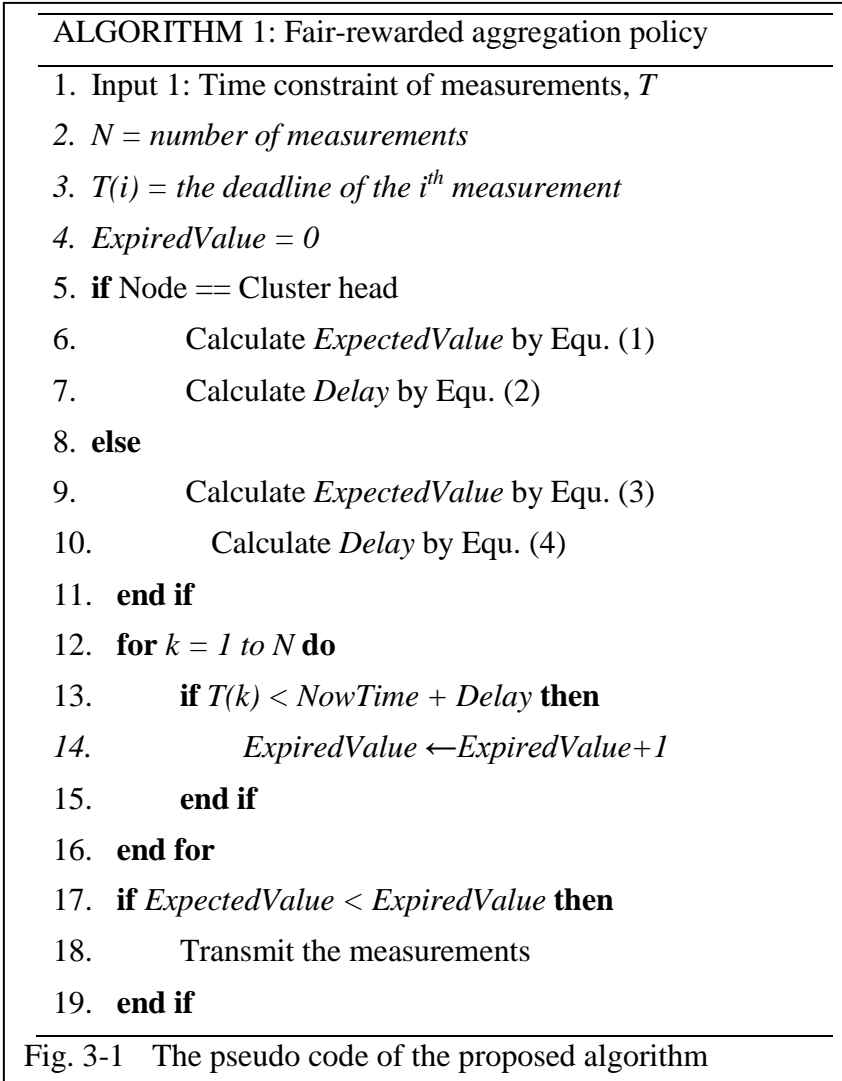 ALGORITHM 1: Fair-rewarded aggregation policy
1. Input 1: Time constraint of measurements, T
2. N = number of measurements
3. T(i) = the deadline of the ith measurement
4. ExpiredValue = 0
5. if Node == Cluster head
6. Calculate ExpectedValue by Equ. (1)
7. Calculate Delay by Equ. (2)
8. else
9. Calculate ExpectedValue by Equ. (3)
10. Calculate Delay by Equ. (4)
11. end if
12. for k = 1 to N do
13. if T(k) < NowTime + Delay then
14. ExpiredValue ←ExpiredValue+1
15. end if
16. end for
17. if ExpectedValue < ExpiredValue then
18. Transmit the measurements
19. end if
Fig. 3-1 The pseudo code of the proposed algorithm